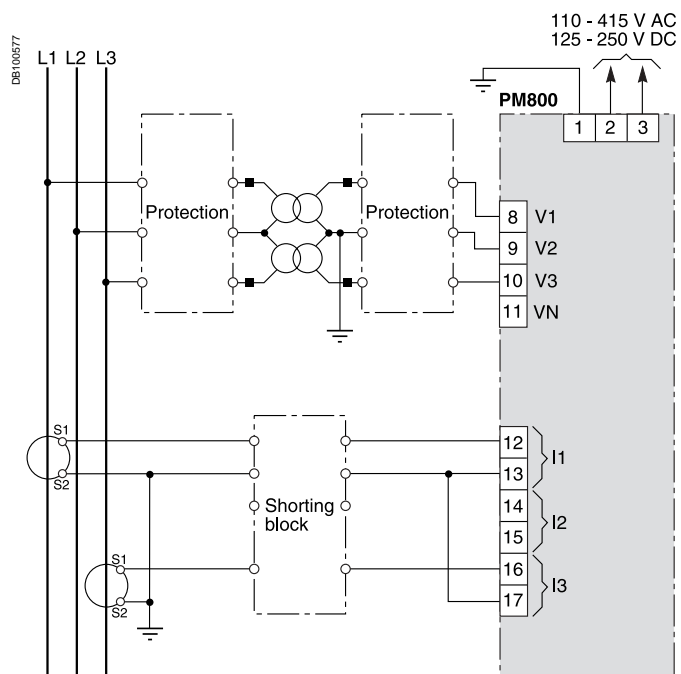 110 - 415 V AC
125 - 250 V DC
DB100577
L1 L2 L3
PM800
1 2 3
Protection
Protection
8 V1
9 V2
10 V3
11 VN
S1
S2
12
13
I1
14
15
I2
16
17
I3
Shorting
block
S1
S2